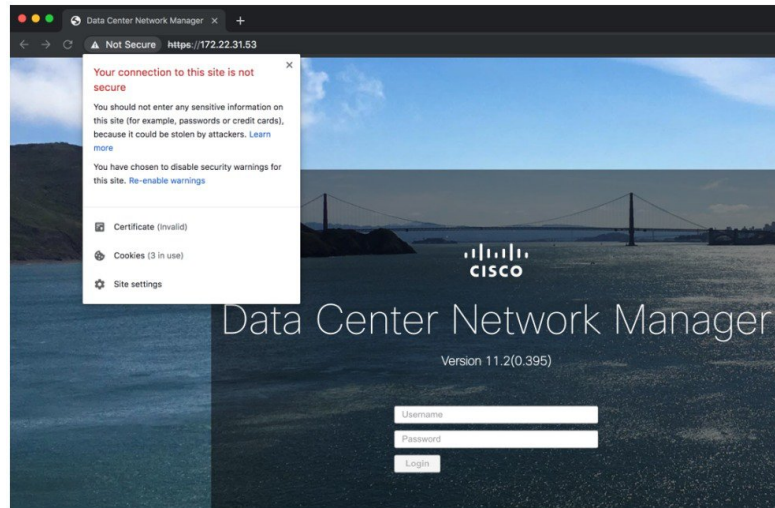 Data Center Network Manager
Not Secure https://172.22.31.53
Your connection to this site is not
secure
You should not enter any sensitive information on
this site (for example, passwords or credit cards),
because it could be stolen by attackers. Learn
more
You have chosen to disable security warnings for
this site. Re-enable warnings
Certificate (Invalid)
Cookies (3 in use)
Site settings
CISCO
Data Center Network Manager
Version 11.2(0.395)
Username
Password
Login